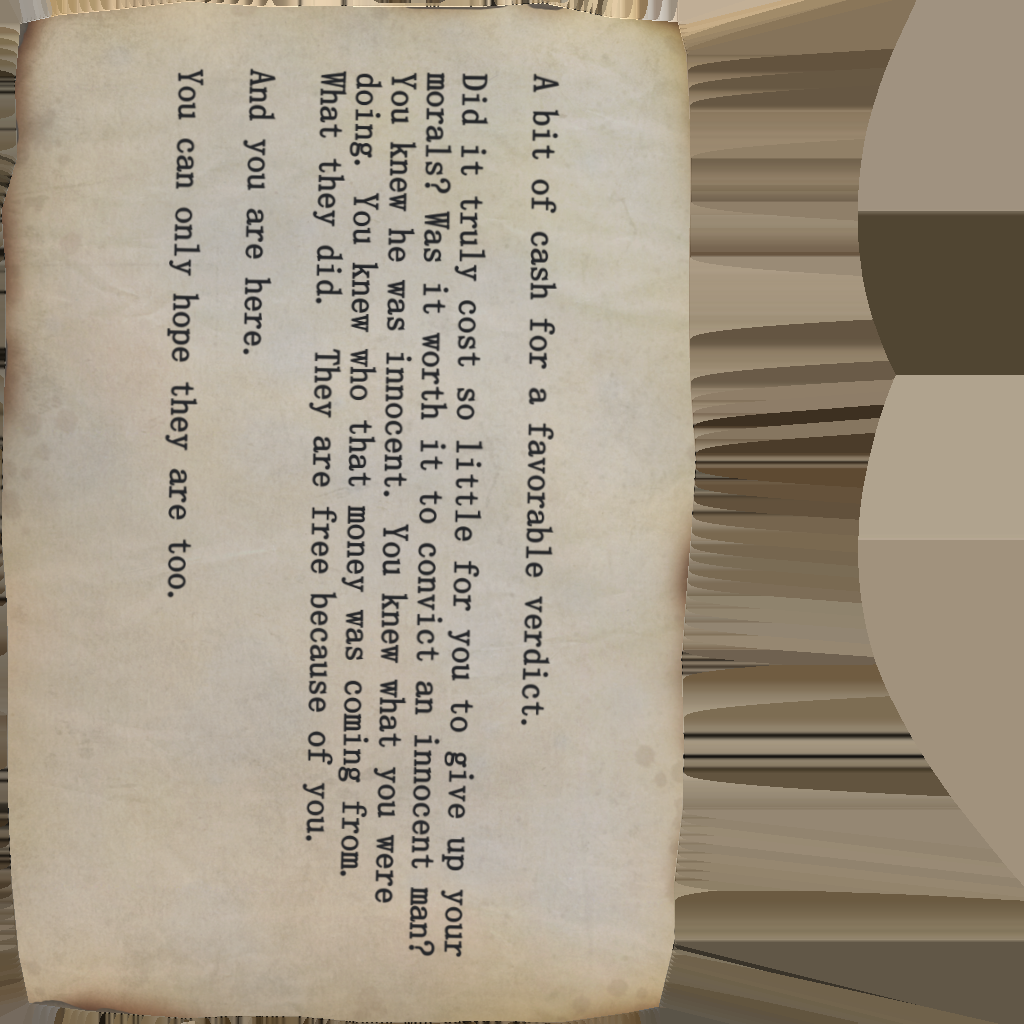 A bit of cash for a favorable verdict.
Did it truly cost so little for you to give up your
morals? Was it worth it to convict an innocent man?
You knew he was innocent. You knew what you were
doing. You knew who that money was coming from.
What they did. They are free because of you.
And you are here.
You can only hope they are too.